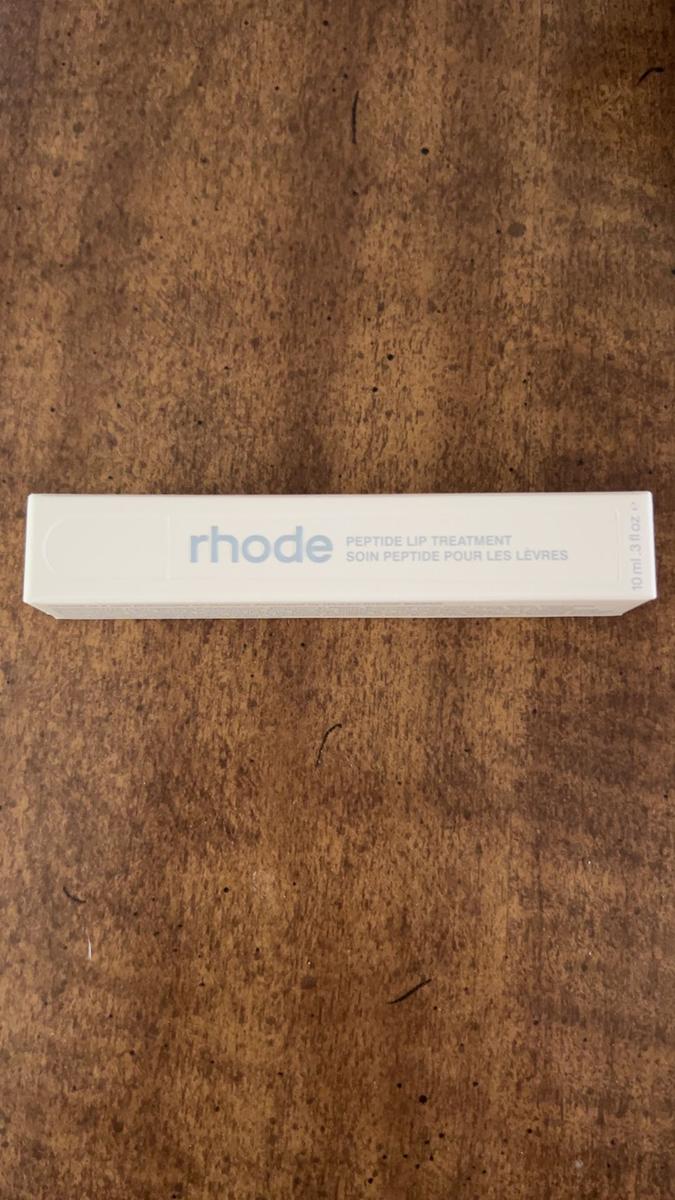 rhode
PEPTIDE LIP TREATMENT
SOIN PEPTIDE POUR LES LÈVRES
10 ml .3 fl oz ℮